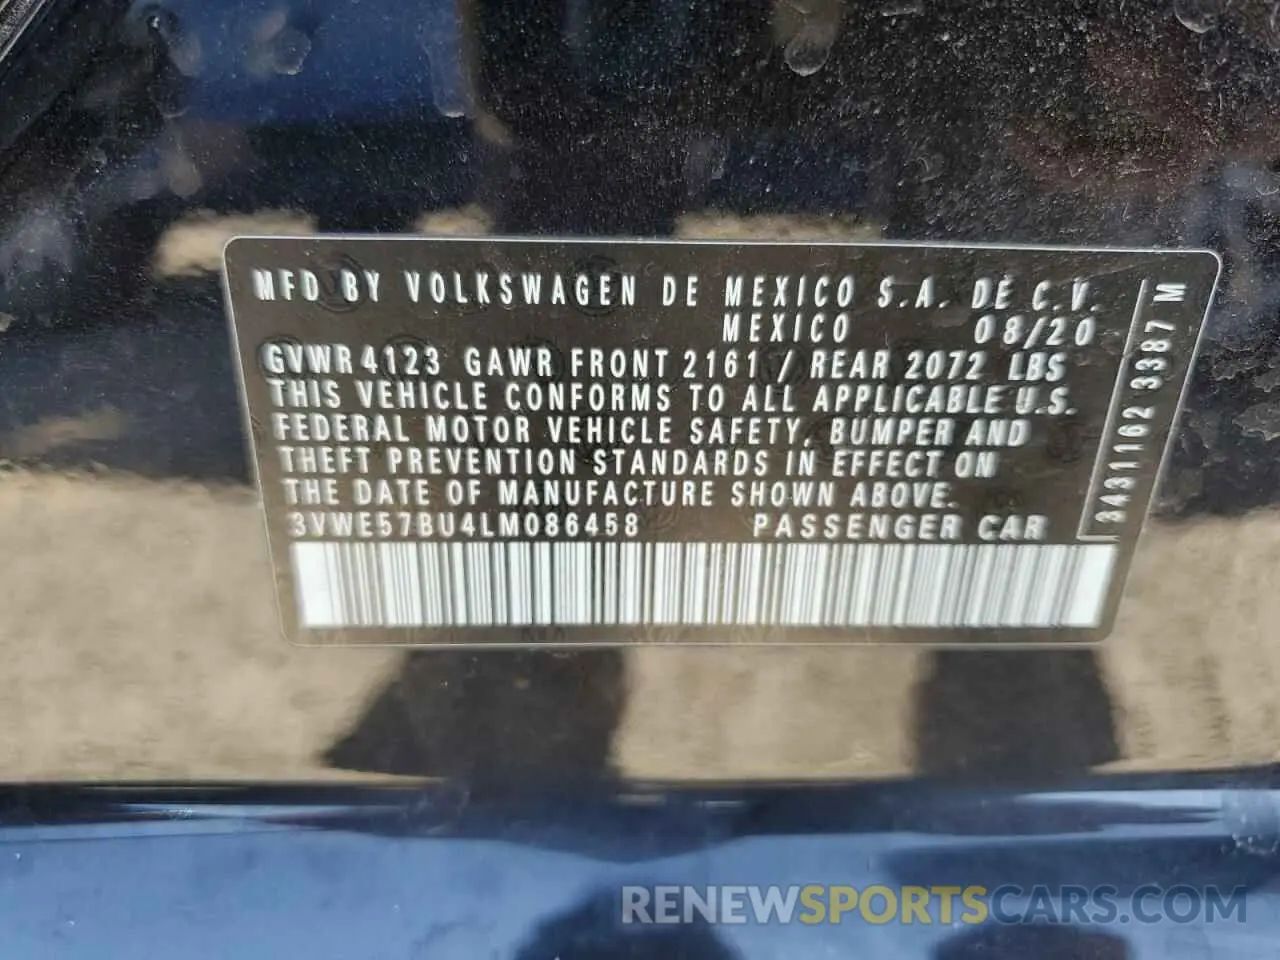 MFD BY VOLKSWAGEN DE MEXICO S.A. DE C.V.
MEXICO 08/20
GVWR 4123 GAWR FRONT 2161 / REAR 2072 LBS
THIS VEHICLE CONFORMS TO ALL APPLICABLE U.S.
FEDERAL MOTOR VEHICLE SAFETY, BUMPER AND
THEFT PREVENTION STANDARDS IN EFFECT ON
THE DATE OF MANUFACTURE SHOWN ABOVE.
3VWE57BU4LM086458 PASSENGER CAR
3431162 3387 M
RENEWSPORTSCARS.COM